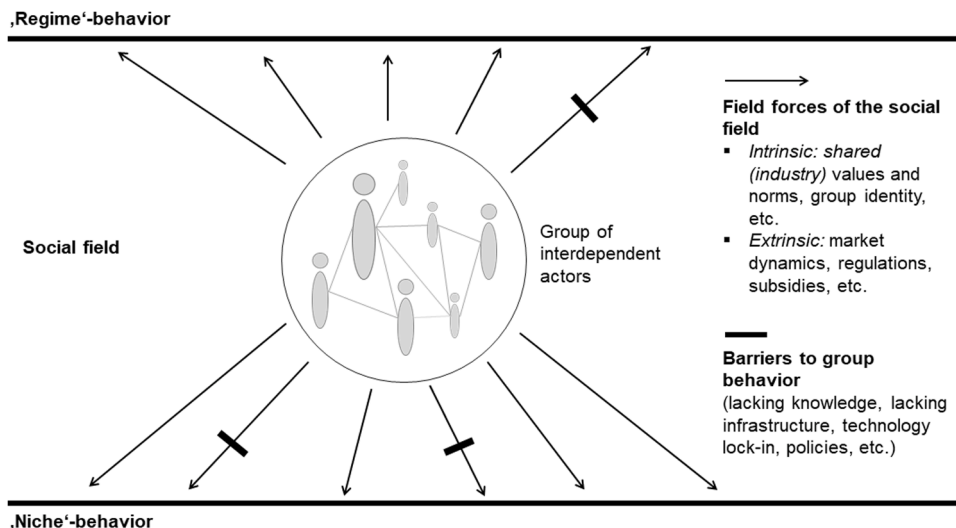 ‚Regime‘-behavior
Field forces of the social
field
▪ Intrinsic: shared
(industry) values and
norms, group identity,
etc.
▪ Extrinsic: market
dynamics, regulations,
subsidies, etc.
Social field
Group of
interdependent
actors
Barriers to group
behavior
(lacking knowledge, lacking
infrastructure, technology
lock-in, policies, etc.)
‚Niche‘-behavior